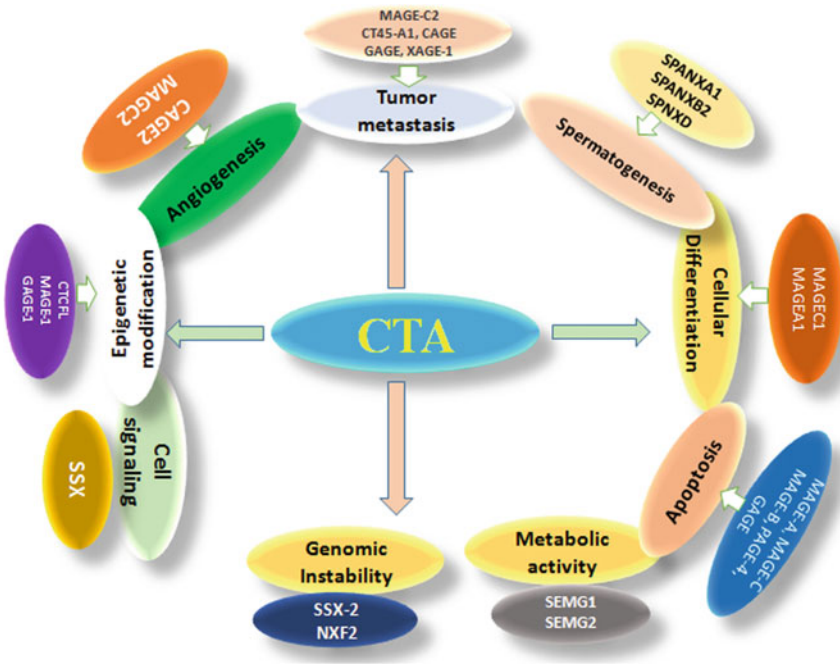 MAGE-C2
CT45-A1, CAGE
GAGE, XAGE-1
Tumor
metastasis
SPANXA1
SPANXB2
SPNXD
Spermatogenesis
MAGEC1
MAGEA1
Cellular
Differentiation
MAGE-A, MAGE-C
MAGE-B, PAGE-4,
GAGE
Apoptosis
Metabolic
activity
SEMG1
SEMG2
Genomic
Instability
SSX-2
NXF2
Cell
signaling
SSX
Epigenetic
modification
CTCFL
MAGE-1
GAGE-1
Angiogenesis
CAGE2
MAGC2
CTA